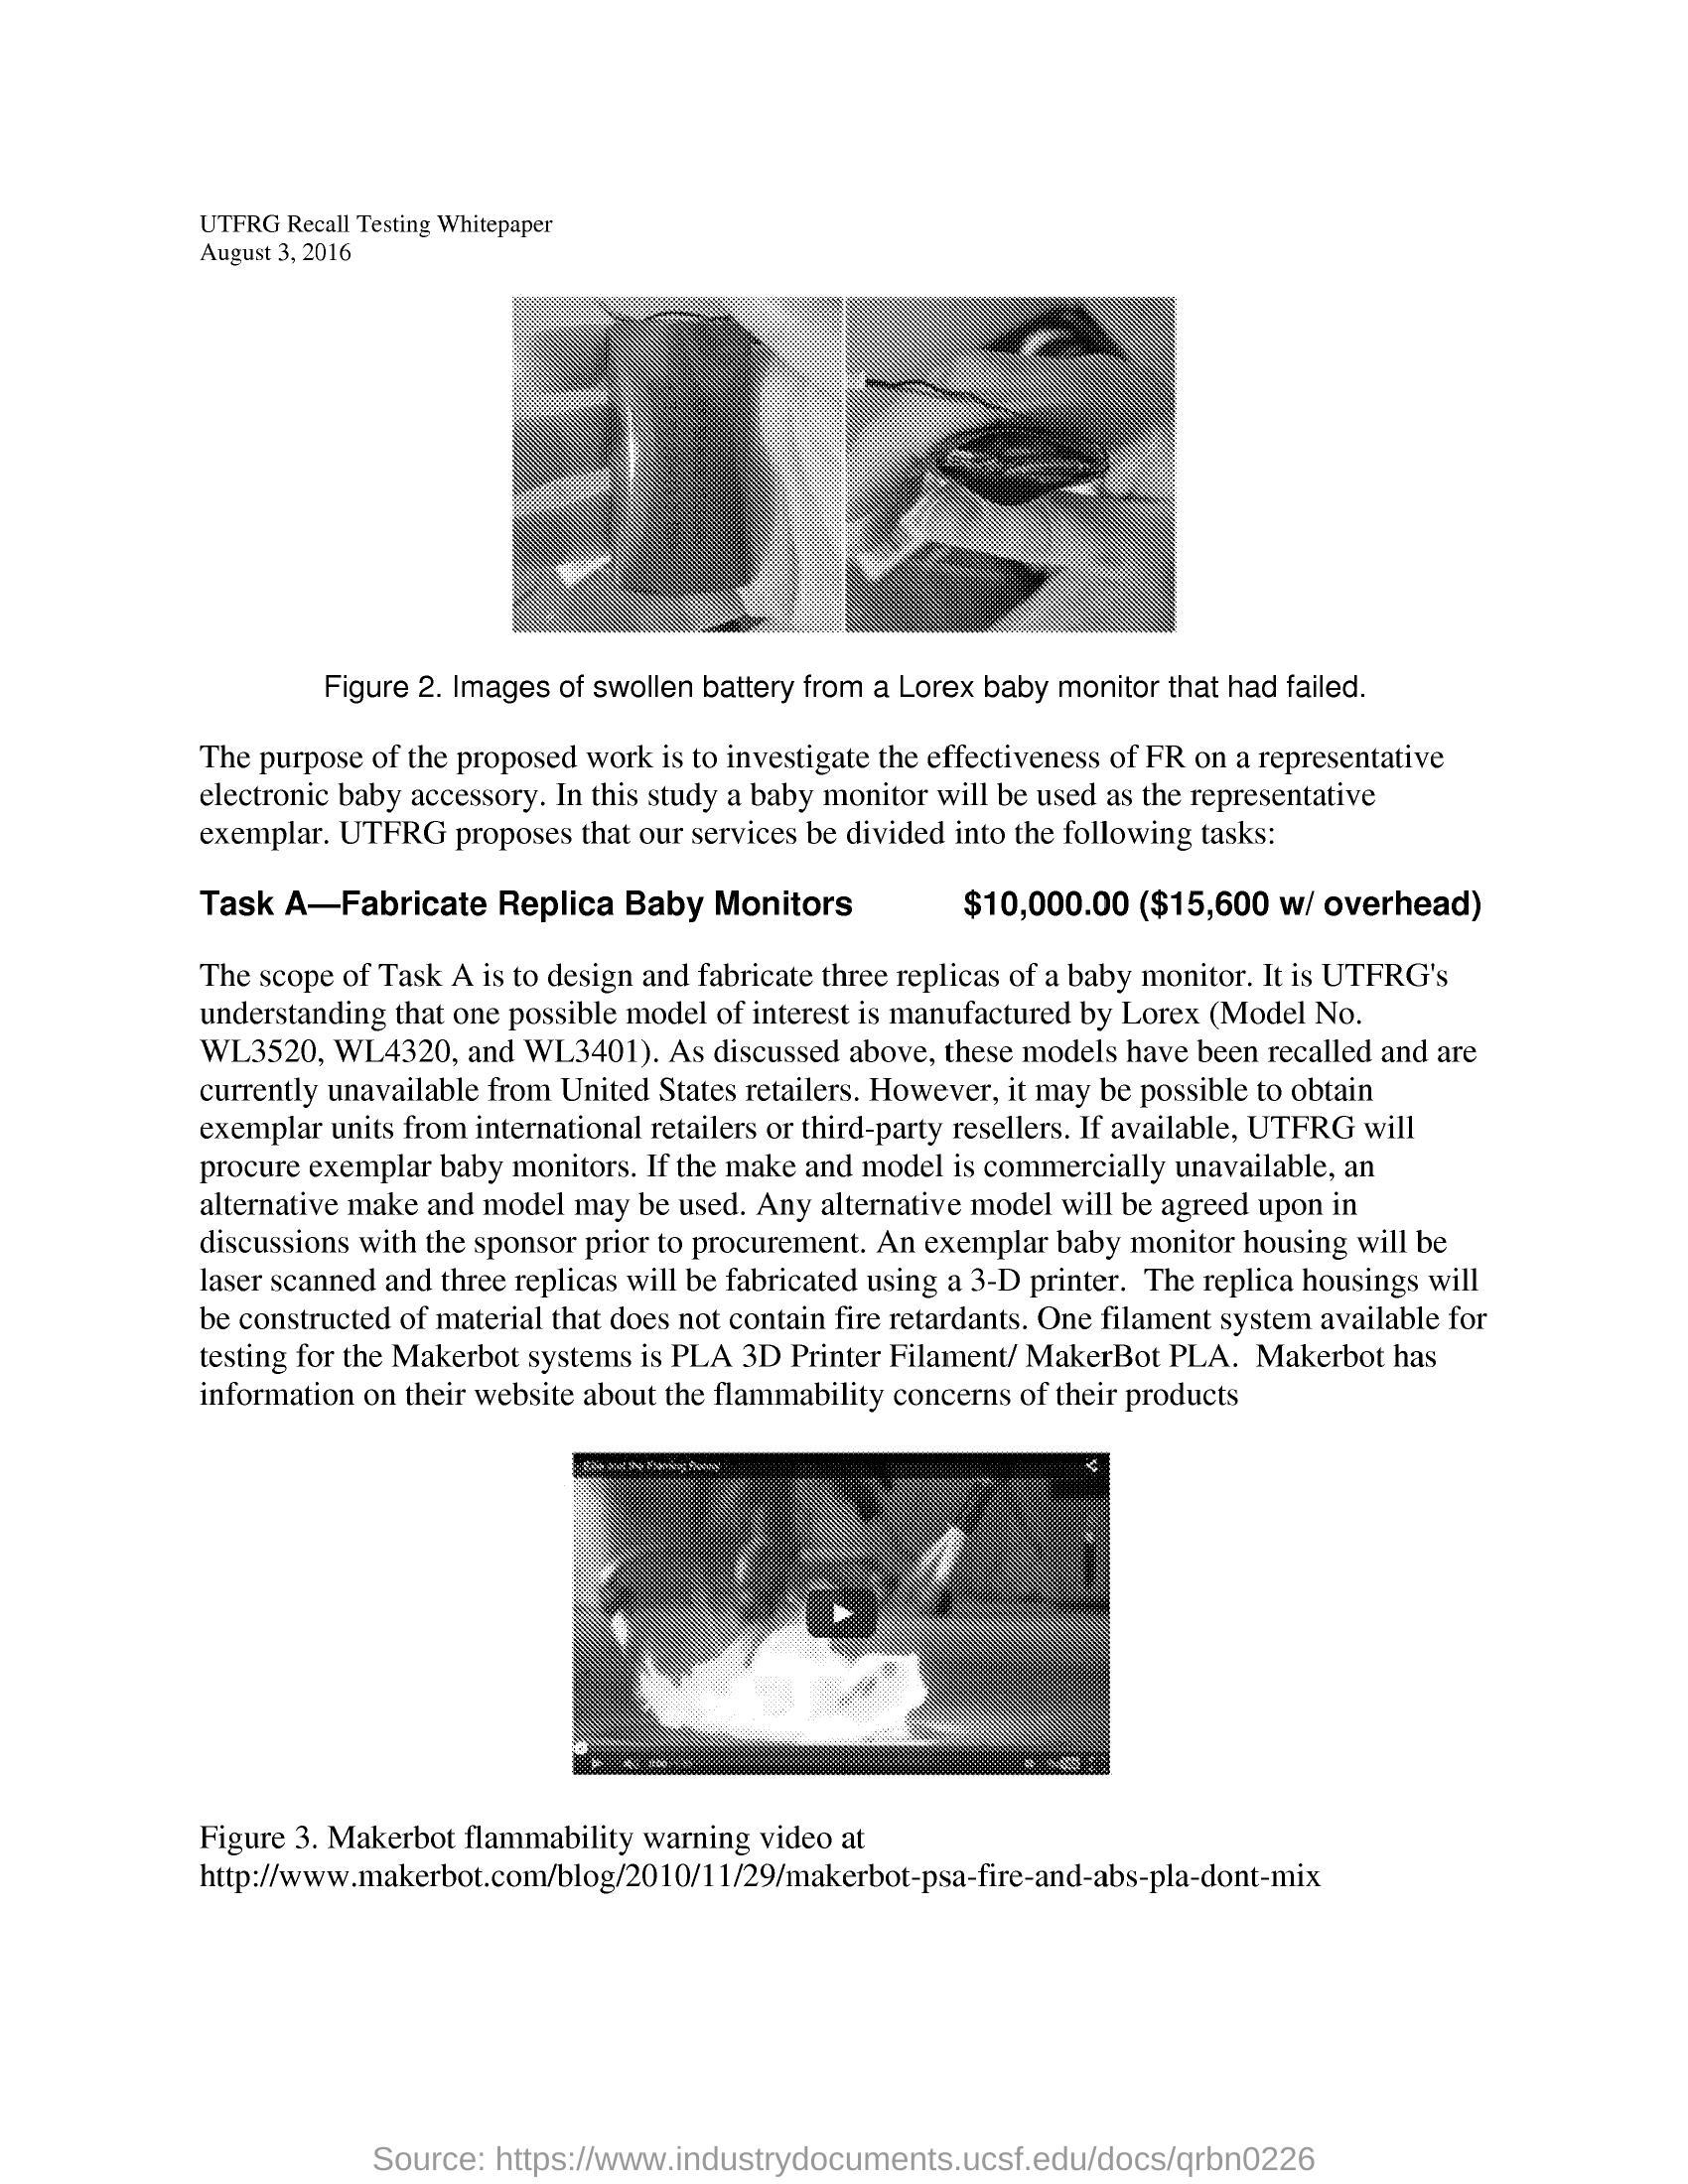 UTFRG Recall Testing Whitepaper
August 3, 2016
Figure 2. Images of swollen battery from a Lorex baby monitor that had failed.
The purpose of the proposed work is to investigate the effectiveness of FR on a representative
electronic baby accessory. In this study a baby monitor will be used as the representative
exemplar. UTFRG proposes that our services be divided into the following tasks:
Task A—Fabricate Replica Baby Monitors $10,000.00 ($15,600 w/ overhead)
The scope of Task A is to design and fabricate three replicas of a baby monitor. It is UTFRG's
understanding that one possible model of interest is manufactured by Lorex (Model No.
WL3520, WL4320, and WL3401). As discussed above, these models have been recalled and are
currently unavailable from United States retailers. However, it may be possible to obtain
exemplar units from international retailers or third-party resellers. If available, UTFRG will
procure exemplar baby monitors. If the make and model is commercially unavailable, an
alternative make and model may be used. Any alternative model will be agreed upon in
discussions with the sponsor prior to procurement. An exemplar baby monitor housing will be
laser scanned and three replicas will be fabricated using a 3-D printer. The replica housings will
be constructed of material that does not contain fire retardants. One filament system available for
testing for the Makerbot systems is PLA 3D Printer Filament/ MakerBot PLA. Makerbot has
information on their website about the flammability concerns of their products
and the Flaming
Figure 3. Makerbot flammability warning video at
http://www.makerbot.com/blog/2010/11/29/makerbot-psa-fire-and-abs-pla-dont-mix
Source: https://www.industrydocuments.ucsf.edu/docs/qrbn0226